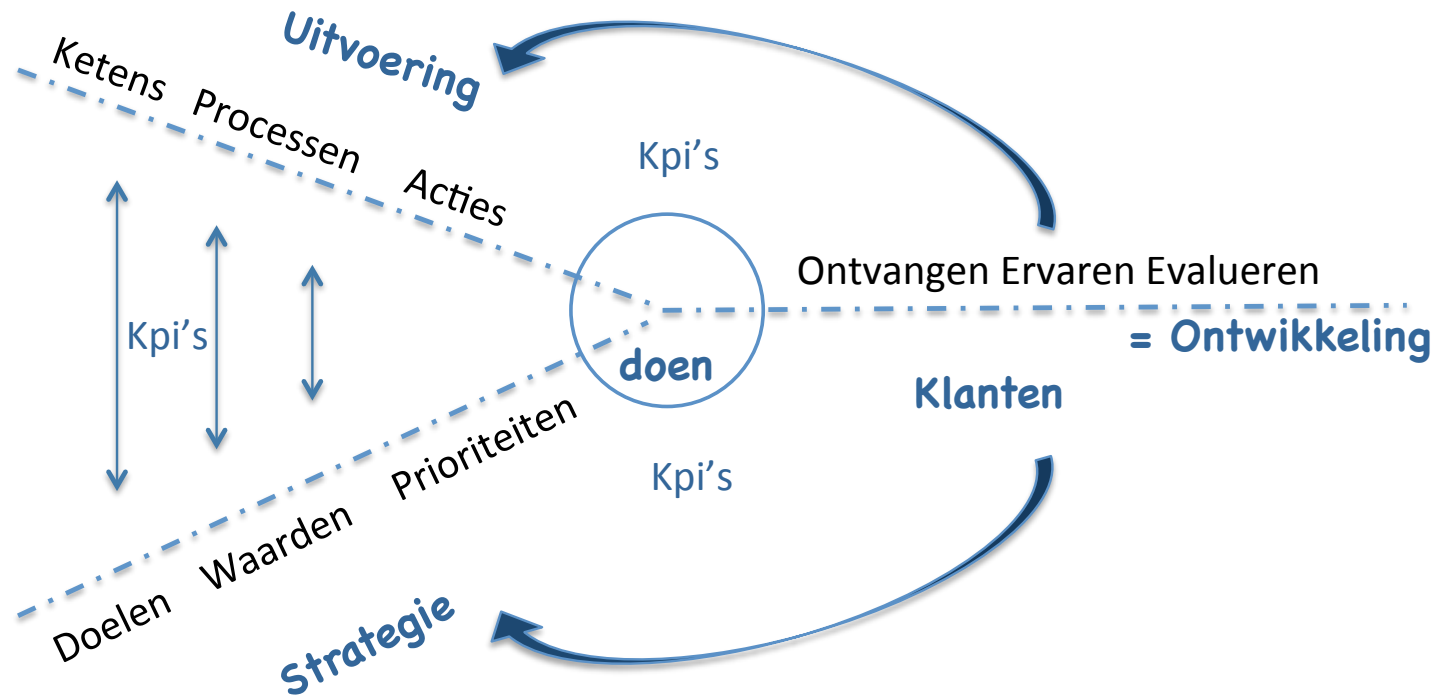 Uitvoering
Ketens Processen Acties
Kpi's
Ontvangen Ervaren Evalueren
= Ontwikkeling
Kpi's
doen
Klanten
Kpi's
Doelen Waarden Prioriteiten
Strategie